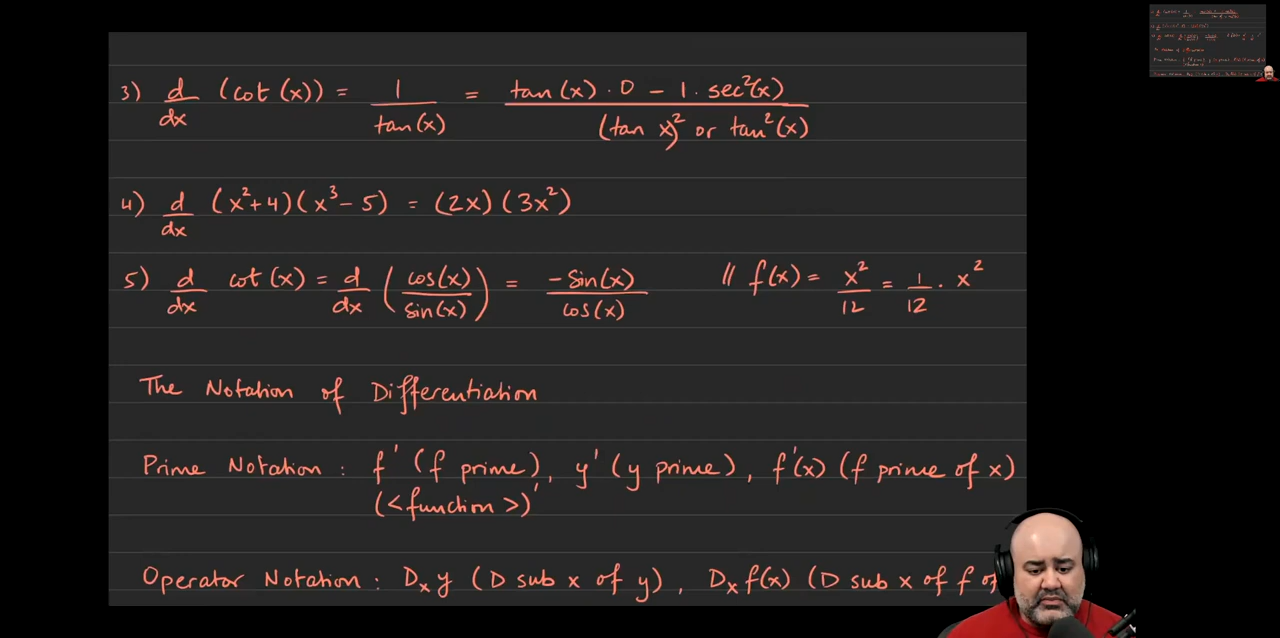 3) d/dx (cot(x)) = 1/tan(x) = tan(x) · 0 − 1 · sec²(x) / (tan x)² or tan²(x)
4) d/dx (x²+4)(x³−5) = (2x)(3x²)
5) d/dx cot(x) = d/dx (cos(x)/sin(x)) = −sin(x)/cos(x) // f(x) = x²/12 = 1/12 · x²
The Notation of Differentiation
Prime Notation : f' (f prime), y' (y prime), f'(x) (f prime of x)
(<function>)'
Operator Notation : Dₓ y (D sub x of y), Dₓ f(x) (D sub x of f of